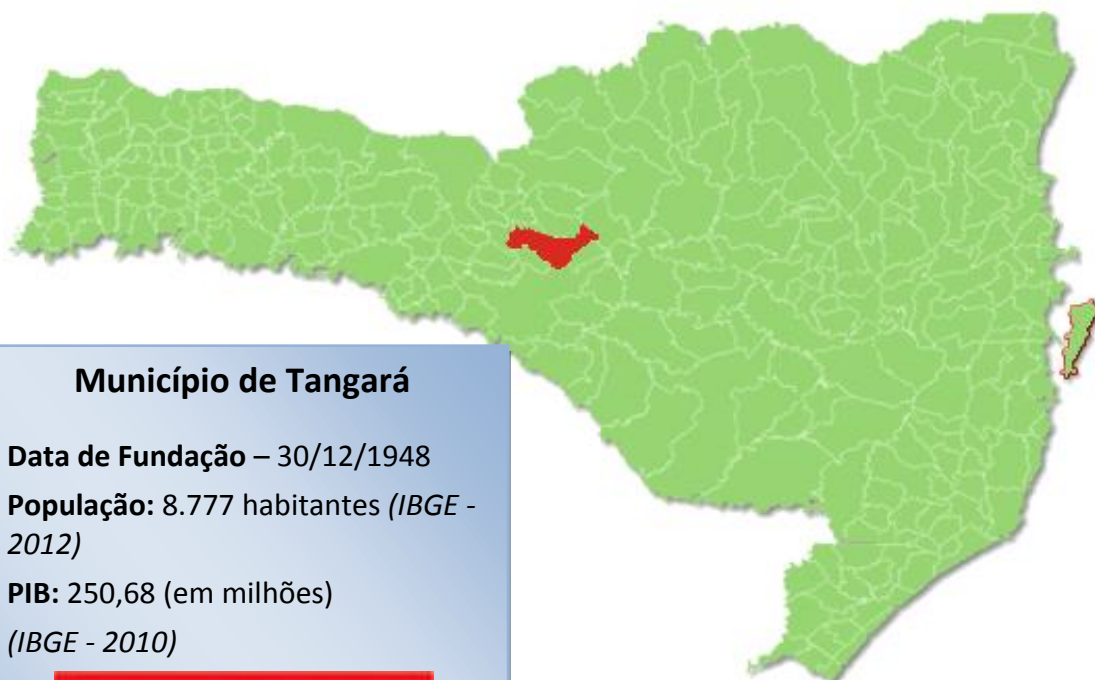 Município de Tangará
Data de Fundação – 30/12/1948
População: 8.777 habitantes (IBGE -
2012)
PIB: 250,68 (em milhões)
(IBGE - 2010)